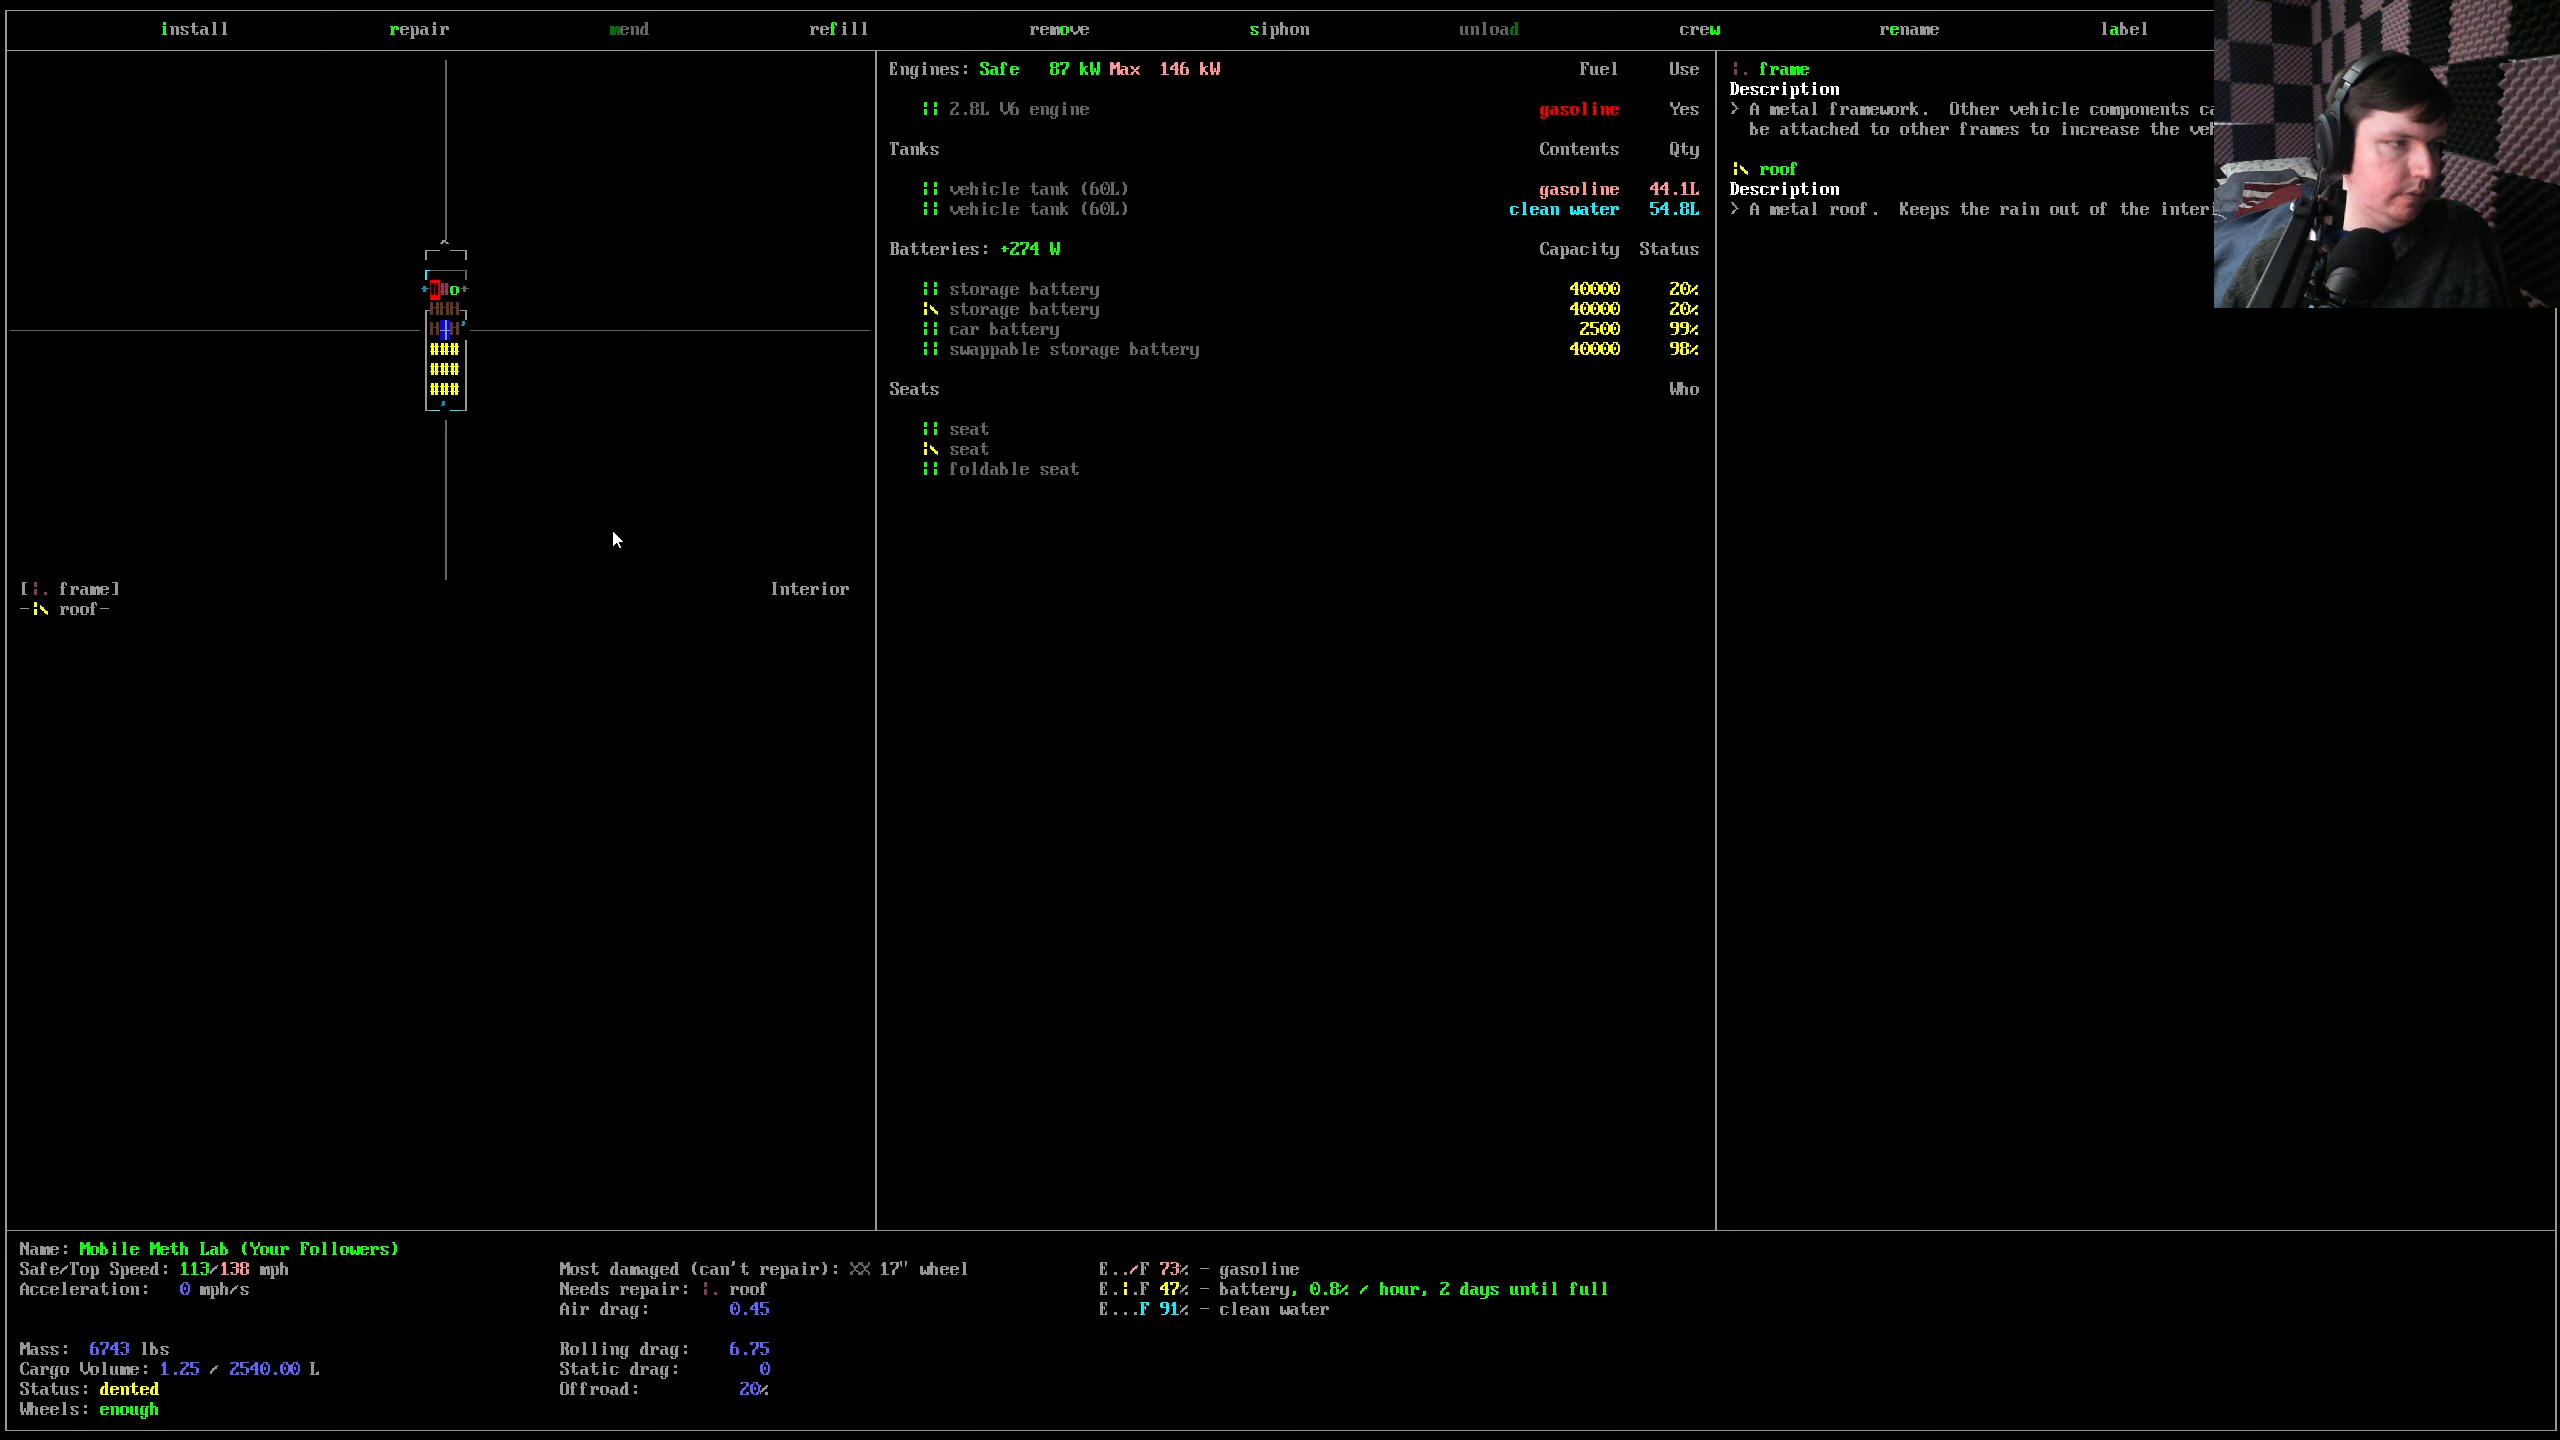 install repair mend refill remove siphon unload crew rename label
Engines: Safe 87 kW Max 146 kW Fuel Use
|| 2.8L V6 engine gasoline Yes
Tanks Contents Qty
|| vehicle tank (60L) gasoline 44.1L
|| vehicle tank (60L) clean water 54.8L
Batteries: +274 W Capacity Status
|| storage battery 40000 20%
|\ storage battery 40000 20%
|| car battery 2500 99%
|| swappable storage battery 40000 98%
Seats Who
|| seat
|\ seat
|| foldable seat
|. frame
Description
> A metal framework. Other vehicle components
be attached to other frames to increase the
|\ roof
Description
> A metal roof. Keeps the rain out of the
[|. frame] Interior
-|\ roof-
Name: Mobile Meth Lab (Your Followers)
Safe/Top Speed: 113/138 mph
Acceleration: 0 mph/s
Mass: 6743 lbs
Cargo Volume: 1.25 / 2540.00 L
Status: dented
Wheels: enough
Most damaged (can't repair): XX 17" wheel
Needs repair: |. roof
Air drag: 0.45
Rolling drag: 6.75
Static drag: 0
Offroad: 20%
E../F 73% - gasoline
E.|.F 47% - battery, 0.8% / hour, 2 days until full
E...F 91% - clean water